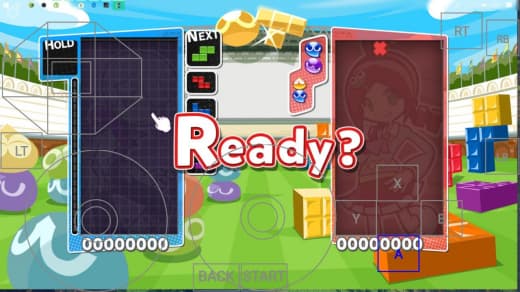 HOLD
NEXT
RT
RB
LT
Ready?
X
Y
B
A
00000000
00000000
BACK
START